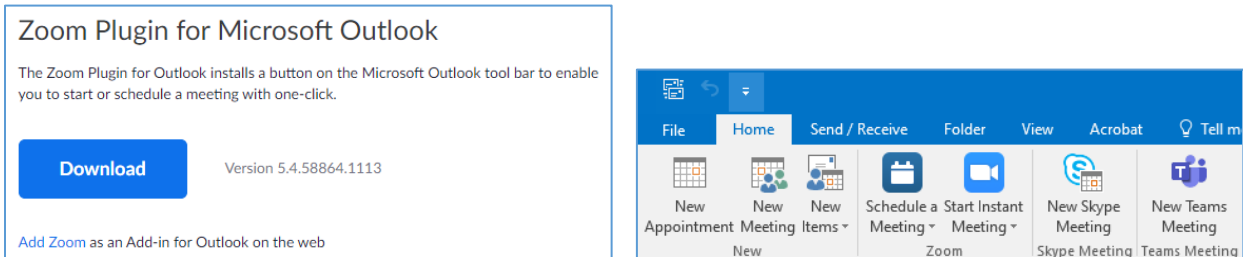 Zoom Plugin for Microsoft Outlook
The Zoom Plugin for Outlook installs a button on the Microsoft Outlook tool bar to enable
you to start or schedule a meeting with one-click.
Download
Version 5.4.58864.1113
Add Zoom as an Add-in for Outlook on the web
File Home Send / Receive Folder View Acrobat Tell m
New New New Schedule a Start Instant New Skype New Teams
Appointment Meeting Items Meeting Meeting Meeting Meeting
New Zoom Skype Meeting Teams Meeting